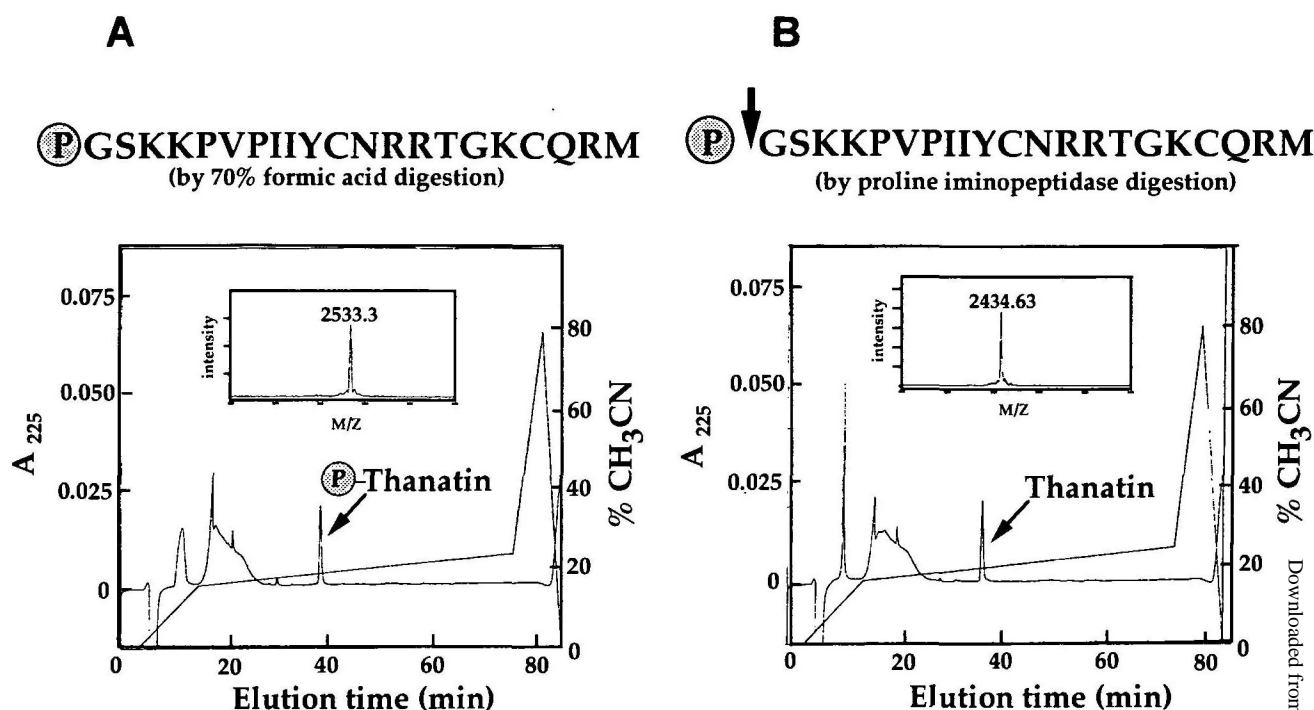 A
PGSKKPVPIIYCNRRTGKCQRM
(by 70% formic acid digestion)
0.075
0.050
0.025
0
A 225
80
60
40
20
0
% CH3CN
intensity
2533.3
M/Z
P-Thanatin
0 20 40 60 80
Elution time (min)
B
P GSKKPVPIIYCNRRTGKCQRM
(by proline iminopeptidase digestion)
0.075
0.050
0.025
0
A 225
80
60
40
20
0
% CH3CN
intensity
2434.63
M/Z
Thanatin
0 20 40 60 80
Elution time (min)
Downloaded from